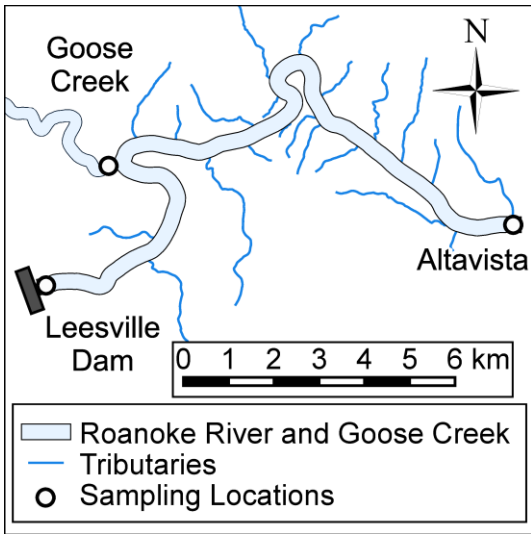 Goose
Creek
N
Altavista
Leesville
Dam
0 1 2 3 4 5 6 km
Roanoke River and Goose Creek
Tributaries
Sampling Locations